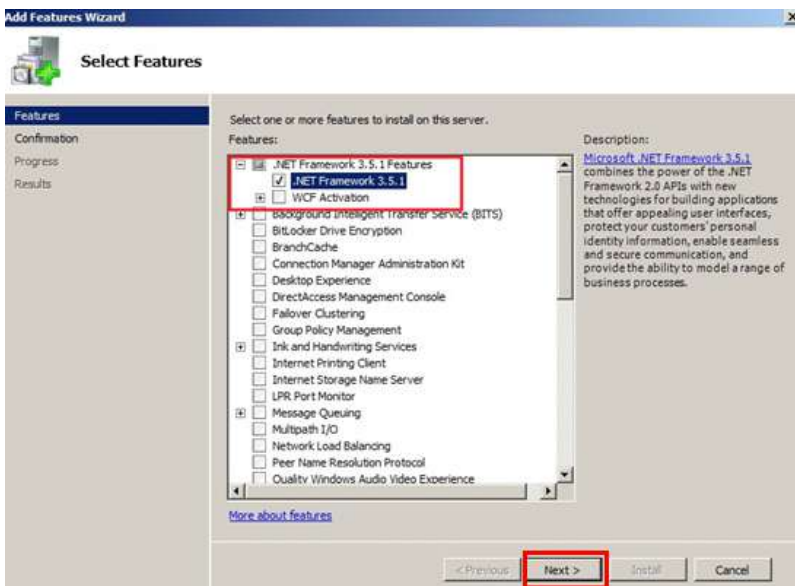 Add Features Wizard
Select Features
Features
Confirmation
Progress
Results
Select one or more features to install on this server.
Features:
.NET Framework 3.5.1 Features
.NET Framework 3.5.1
WCF Activation
Background Intelligent Transfer Service (BITS)
BitLocker Drive Encryption
BranchCache
Connection Manager Administration Kit
Desktop Experience
DirectAccess Management Console
Failover Clustering
Group Policy Management
Ink and Handwriting Services
Internet Printing Client
Internet Storage Name Server
LPR Port Monitor
Message Queuing
Multipath I/O
Network Load Balancing
Peer Name Resolution Protocol
Quality Windows Audio Video Experience
More about features
Description:
Microsoft .NET Framework 3.5.1
combines the power of the .NET
Framework 2.0 APIs with new
technologies for building applications
that offer appealing user interfaces,
protect your customers' personal
identity information, enable seamless
and secure communication, and
provide the ability to model a range of
business processes.
< Previous
Next >
Install
Cancel